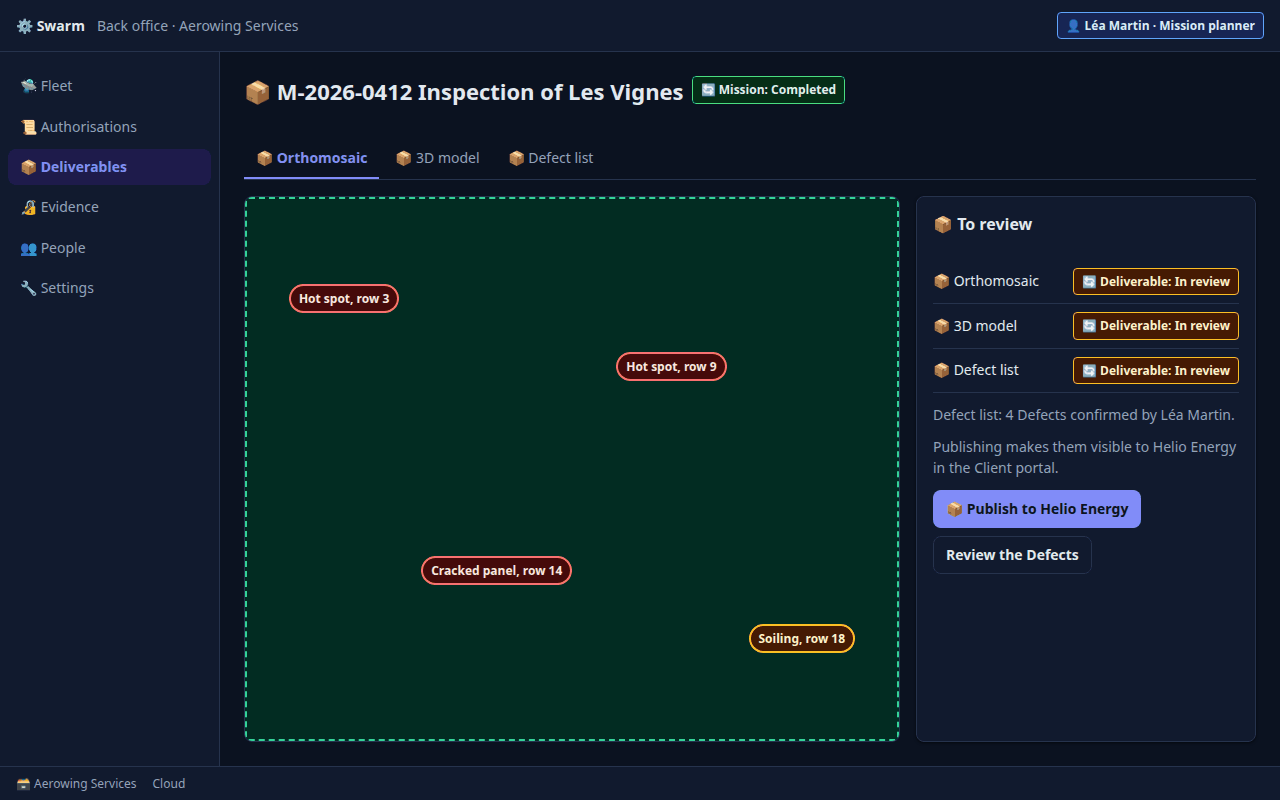 Swarm Back office · Aerowing Services
Léa Martin · Mission planner
Fleet
Authorisations
Deliverables
Evidence
People
Settings
M-2026-0412 Inspection of Les Vignes
Mission: Completed
Orthomosaic
3D model
Defect list
Hot spot, row 3
Hot spot, row 9
Cracked panel, row 14
Soiling, row 18
To review
Orthomosaic Deliverable: In review
3D model Deliverable: In review
Defect list Deliverable: In review
Defect list: 4 Defects confirmed by Léa Martin.
Publishing makes them visible to Helio Energy
in the Client portal.
Publish to Helio Energy
Review the Defects
Aerowing Services Cloud